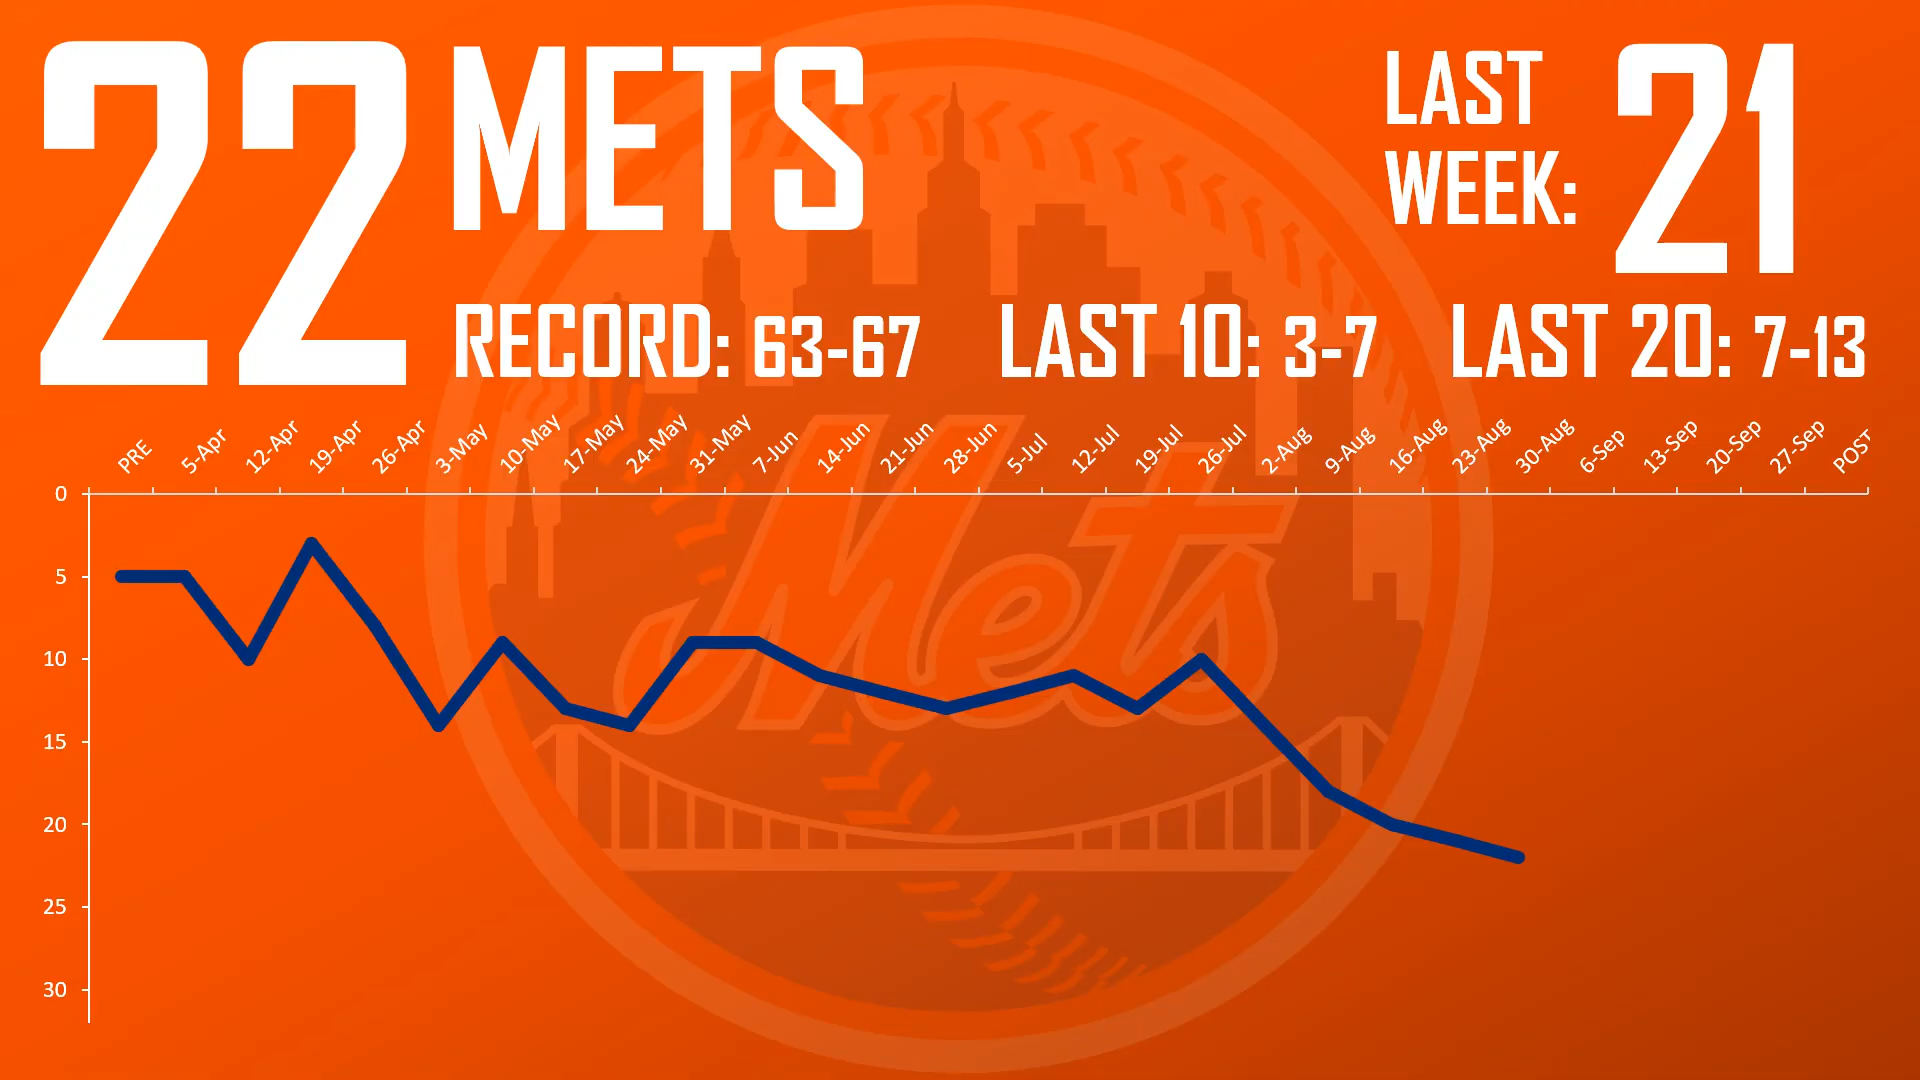 22 METS LAST WEEK: 21
RECORD: 63-67 LAST 10: 3-7 LAST 20: 7-13
PRE 5-Apr 12-Apr 19-Apr 26-Apr 3-May 10-May 17-May 24-May 31-May 7-Jun 14-Jun 21-Jun 28-Jun 5-Jul 12-Jul 19-Jul 26-Jul 2-Aug 9-Aug 16-Aug 23-Aug 30-Aug 6-Sep 13-Sep 20-Sep 27-Sep POST
0
5
10
15
20
25
30
Mets